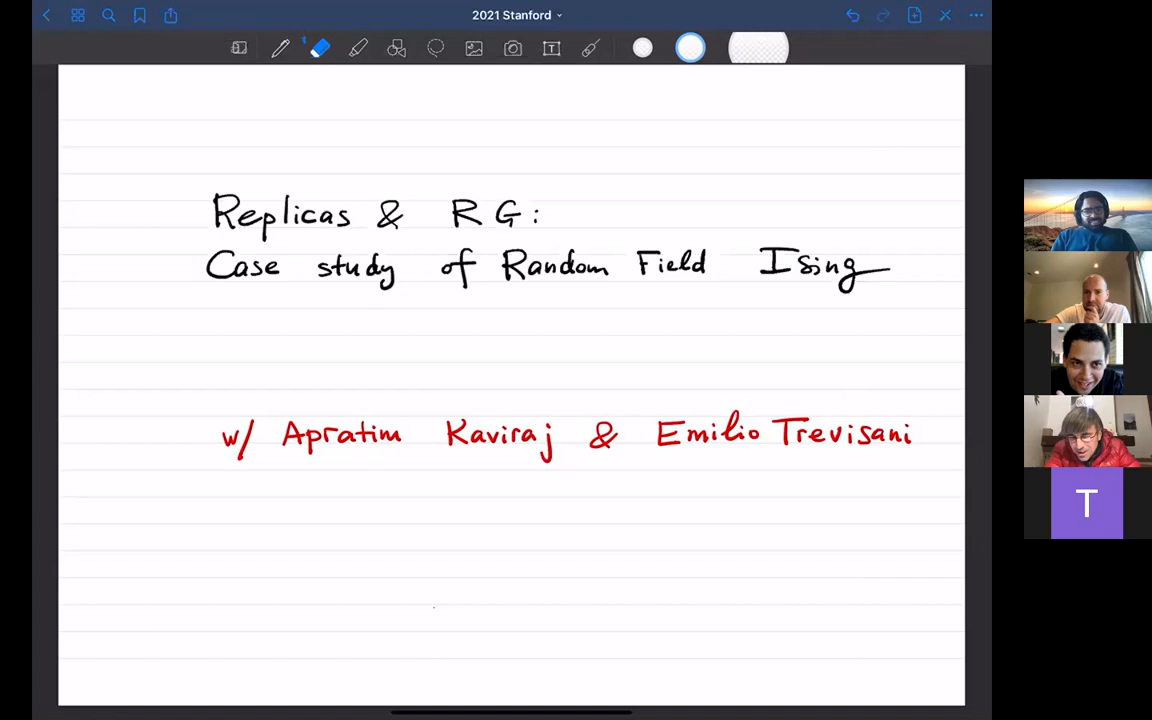 2021 Stanford
Replicas & RG:
Case study of Random Field Ising
w/ Apratim Kaviraj & Emilio Trevisani
T